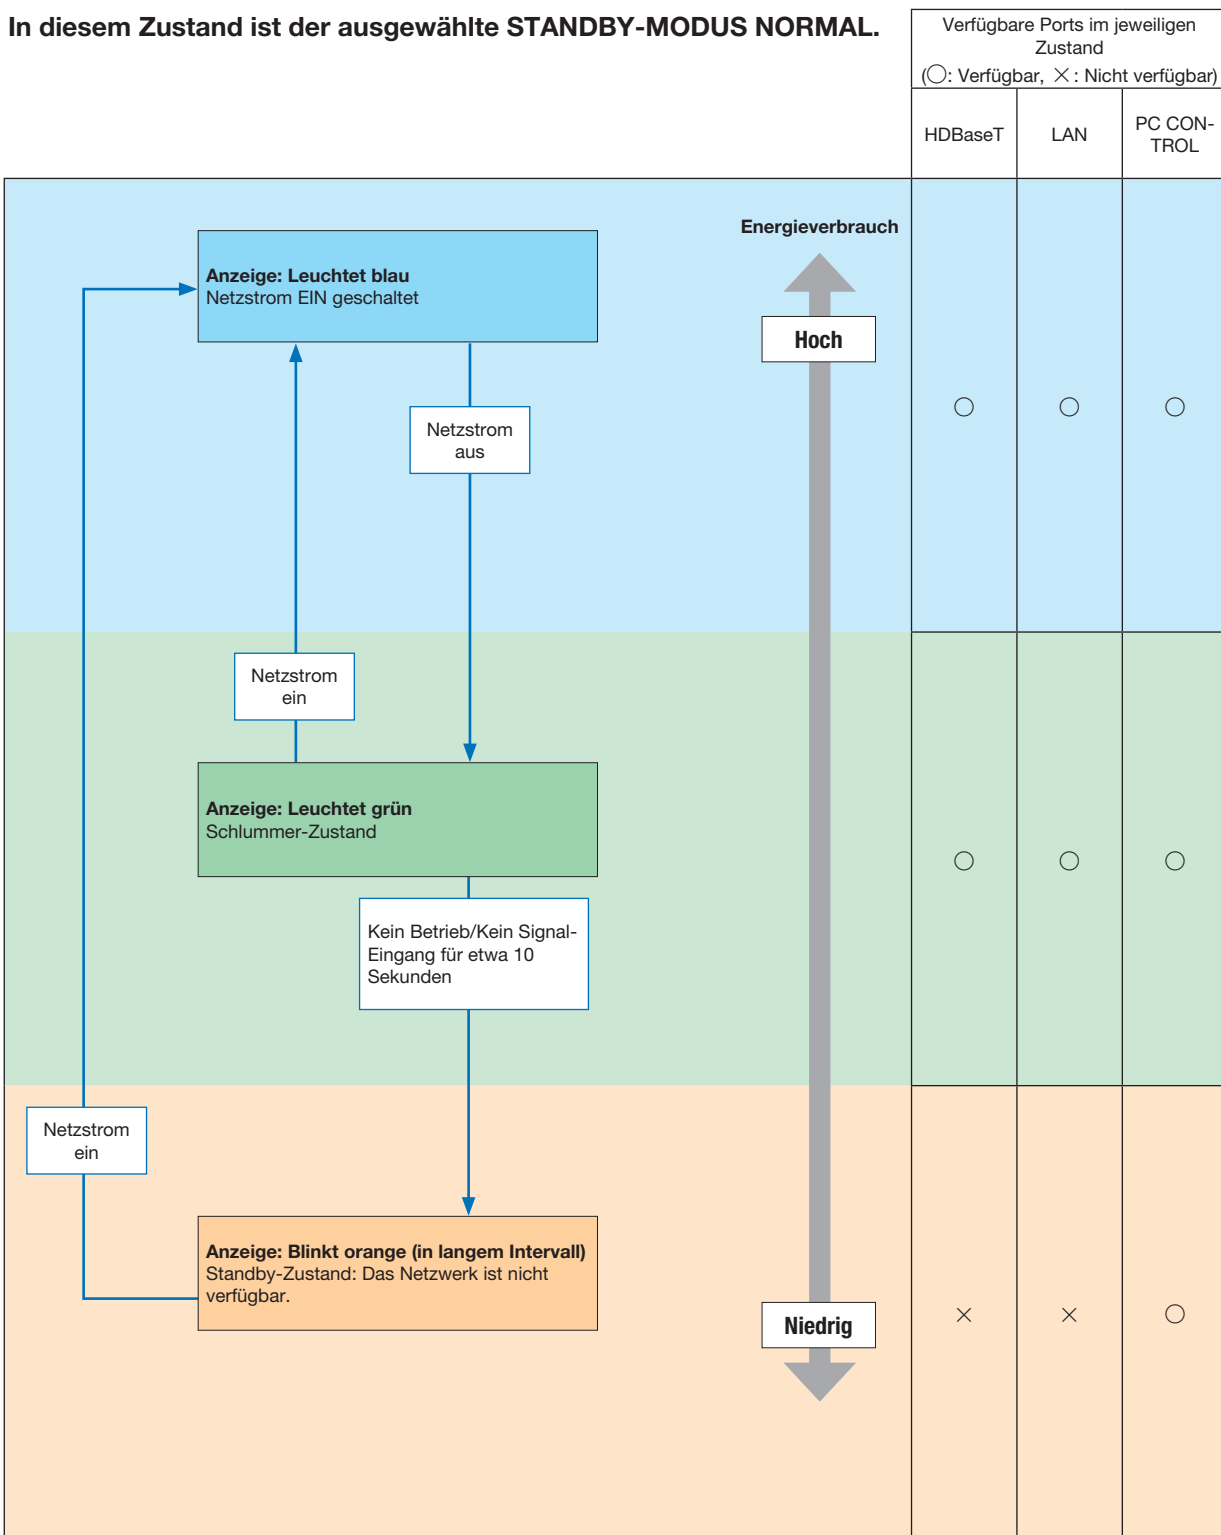 In diesem Zustand ist der ausgewählte STANDBY-MODUS NORMAL.
Verfügbare Ports im jeweiligen
Zustand
(○: Verfügbar, ×: Nicht verfügbar)
HDBaseT
LAN
PC CON-
TROL
Energieverbrauch
Anzeige: Leuchtet blau
Netzstrom EIN geschaltet
Hoch
Netzstrom
aus
○
○
○
Netzstrom
ein
Anzeige: Leuchtet grün
Schlummer-Zustand
○
○
○
Kein Betrieb/Kein Signal-
Eingang für etwa 10
Sekunden
Netzstrom
ein
Anzeige: Blinkt orange (in langem Intervall)
Standby-Zustand: Das Netzwerk ist nicht
verfügbar.
Niedrig
×
×
○